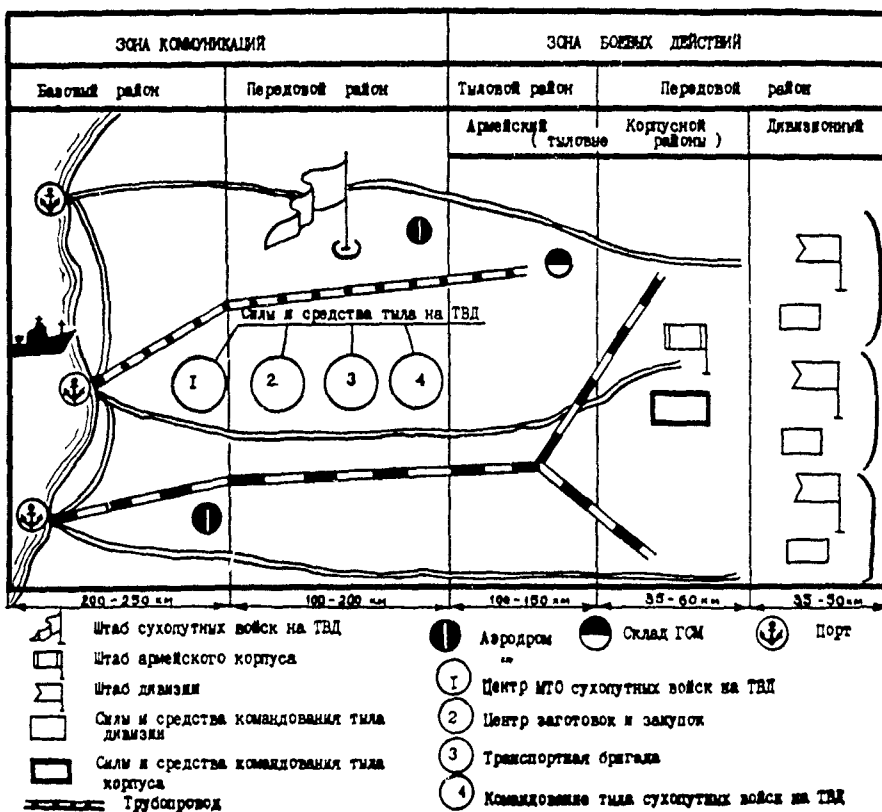 ЗОНА КОММУНИКАЦИЙ
ЗОНА БОЕВЫХ ДЕЙСТВИЙ
Базовый район
Передовой район
Тыловой район
Передовой район
Армейский
Корпусной
Дивизионный
( тыловые районы )
Силы и средства тыла на ТВД
1
2
3
4
200-250 км
100-200 км
100-150 км
35-60 км
35-50 км
Штаб сухопутных войск на ТВД
Штаб армейского корпуса
Штаб дивизии
Силы и средства командования тыла
дивизии
Силы и средства командования тыла
корпуса
Трубопровод
Аэродром
Склад ГСМ
Порт
1 Центр МТО сухопутных войск на ТВД
2 Центр заготовок и закупок
3 Транспортная бригада
4 Командование тыла сухопутных войск на ТВД